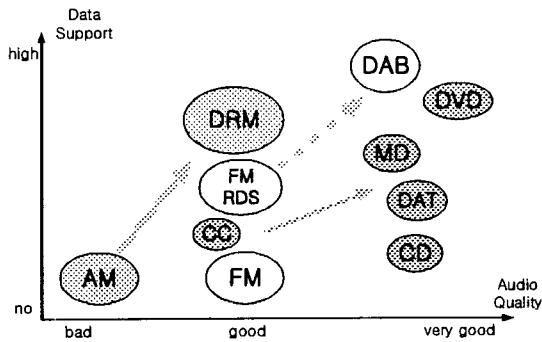 Data
Support
high
DAB
DVD
DRM
MD
FM
RDS
DAT
CC
CD
AM
FM
Audio
Quality
no
bad
good
very good